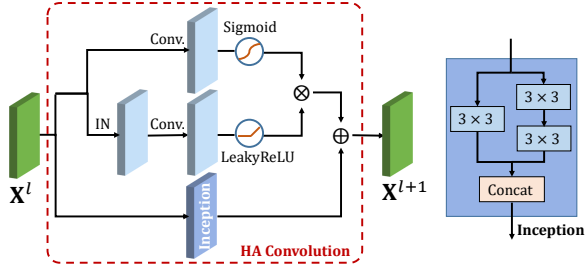 Conv.
Sigmoid
IN
Conv.
LeakyReLU
⊗
⊕
X^l
X^{l+1}
Inception
HA Convolution
3 × 3
3 × 3
3 × 3
Concat
Inception